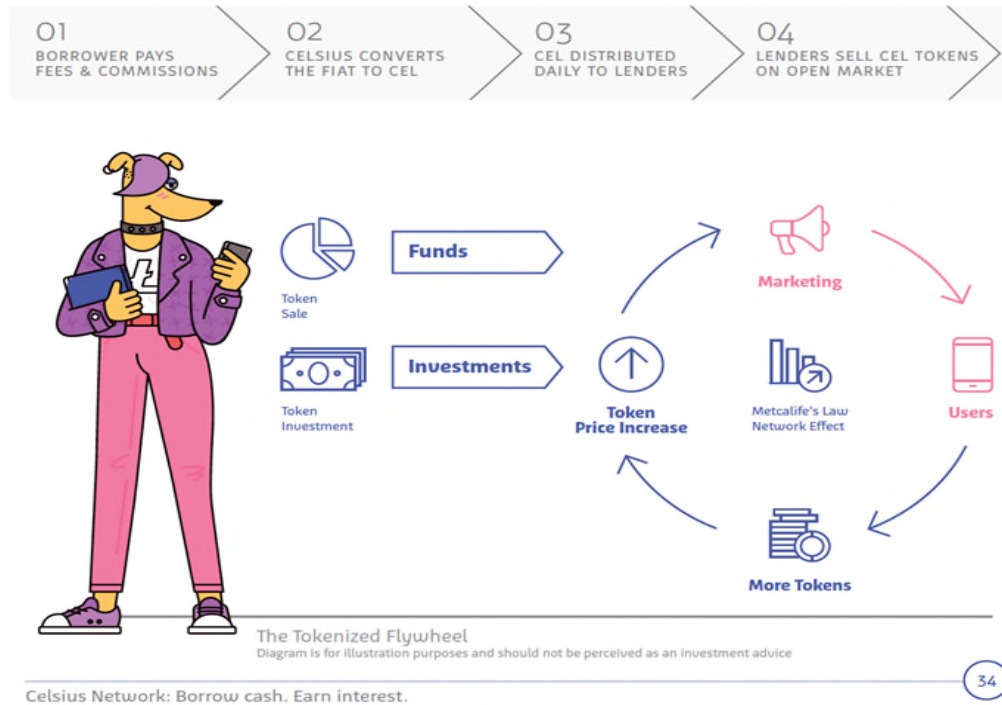 01
BORROWER PAYS
FEES & COMMISSIONS
02
CELSIUS CONVERTS
THE FIAT TO CEL
03
CEL DISTRIBUTED
DAILY TO LENDERS
04
LENDERS SELL CEL TOKENS
ON OPEN MARKET
Token
Sale
Funds
Token
Investment
Investments
Token
Price Increase
Marketing
Metcalife's Law
Network Effect
Users
More Tokens
The Tokenized Flywheel
Diagram is for illustration purposes and should not be perceived as an investment advice
Celsius Network: Borrow cash. Earn interest.
34